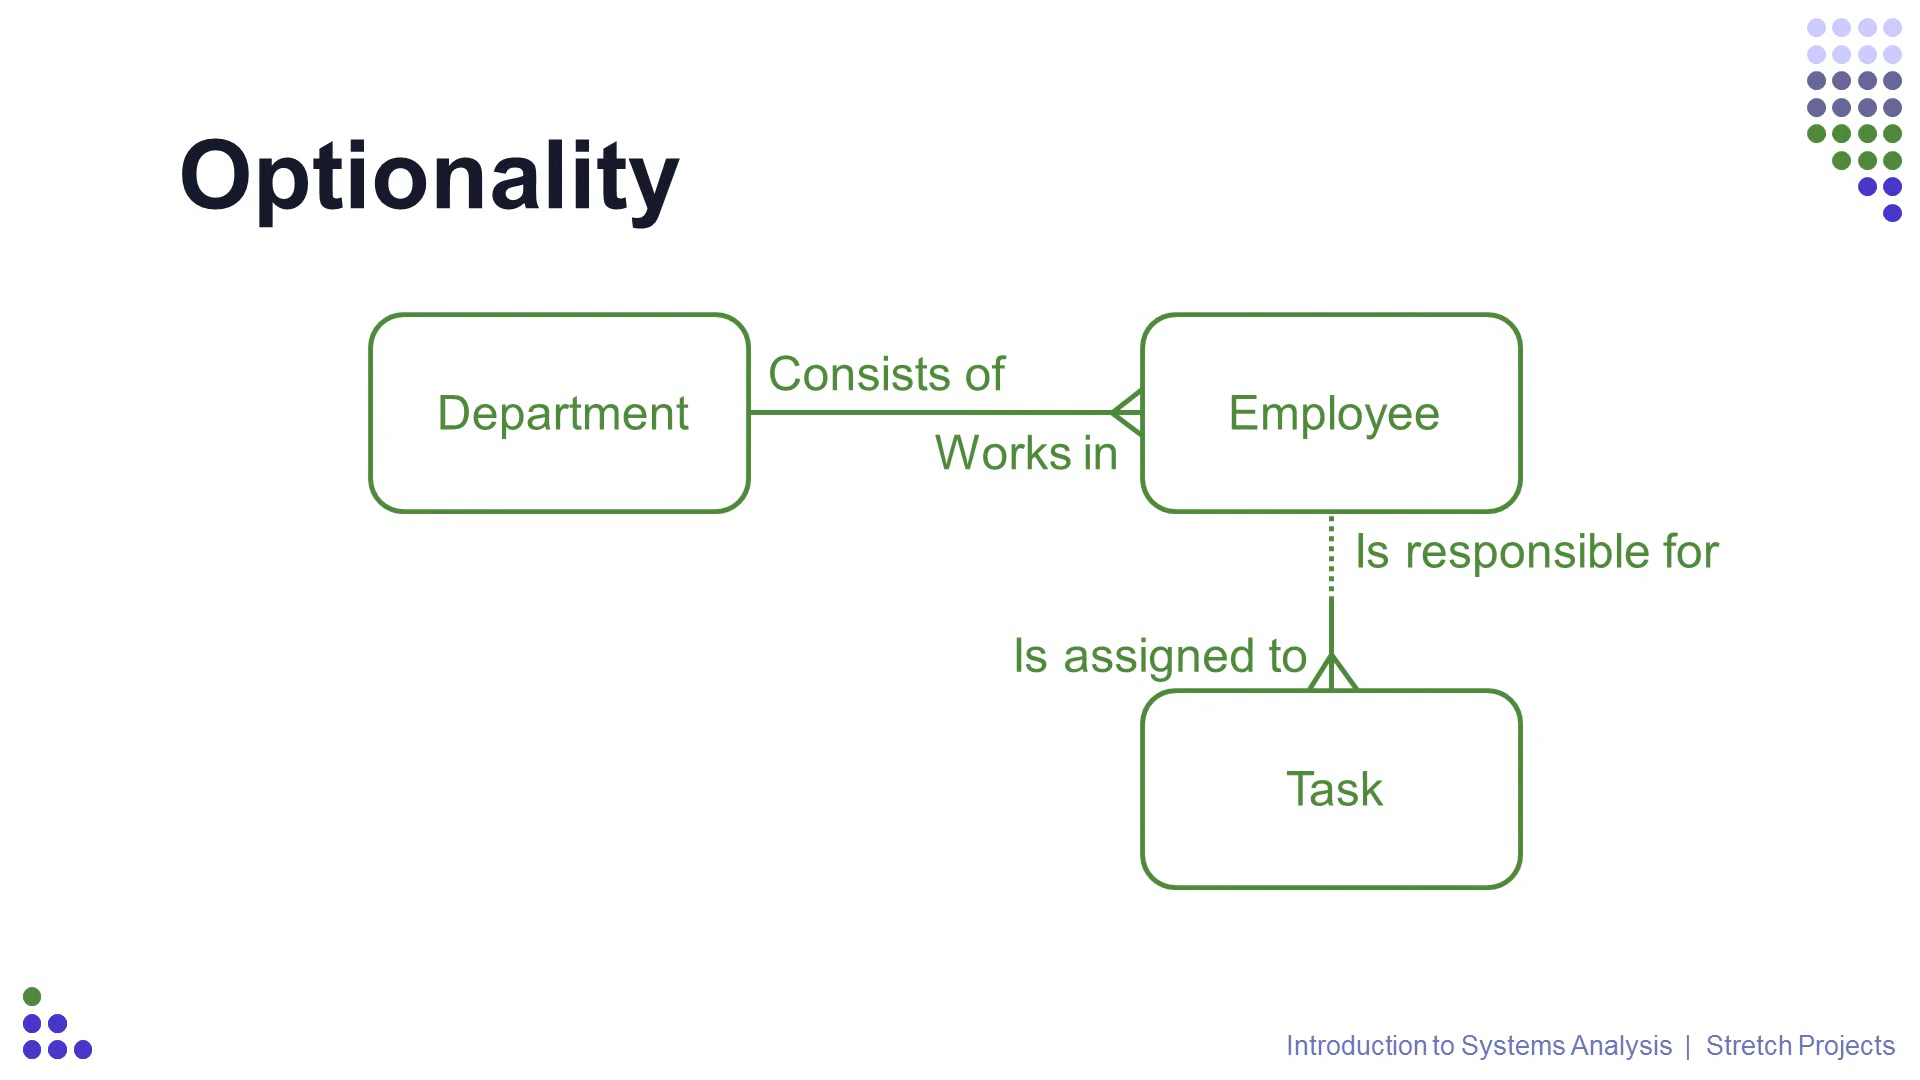 Optionality
Department
Consists of
Works in
Employee
Is responsible for
Is assigned to
Task
Introduction to Systems Analysis | Stretch Projects